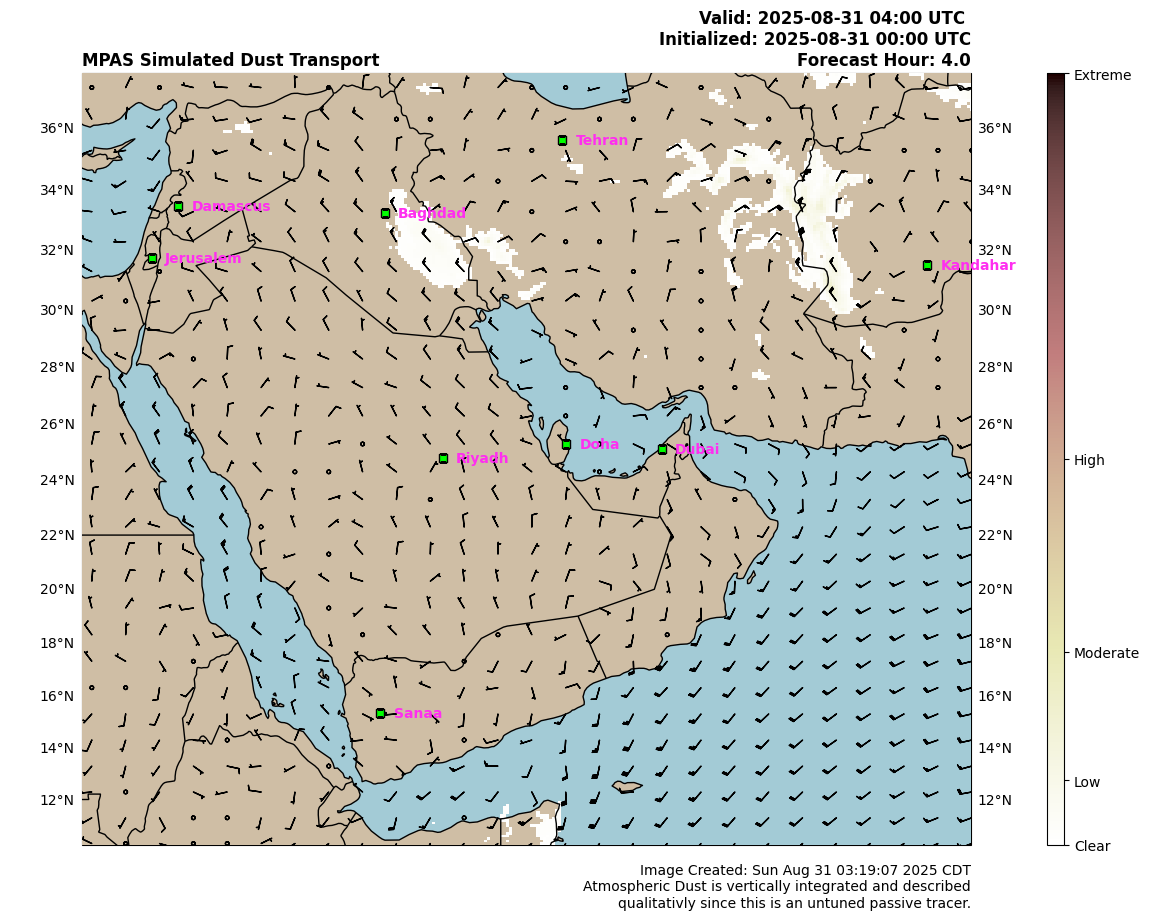 Valid: 2025-08-31 04:00 UTC
Initialized: 2025-08-31 00:00 UTC
MPAS Simulated Dust Transport
Forecast Hour: 4.0
Extreme
36°N
Tehran
36°N
34°N
34°N
Damascus
Baghdad
32°N
Jerusalem
32°N
Kandahar
30°N
30°N
28°N
28°N
26°N
26°N
Doha
Dubai
Riyadh
High
24°N
24°N
22°N
22°N
20°N
20°N
18°N
18°N
Moderate
16°N
16°N
Sanaa
14°N
14°N
Low
12°N
12°N
Clear
Image Created: Sun Aug 31 03:19:07 2025 CDT
Atmospheric Dust is vertically integrated and described
qualitativly since this is an untuned passive tracer.